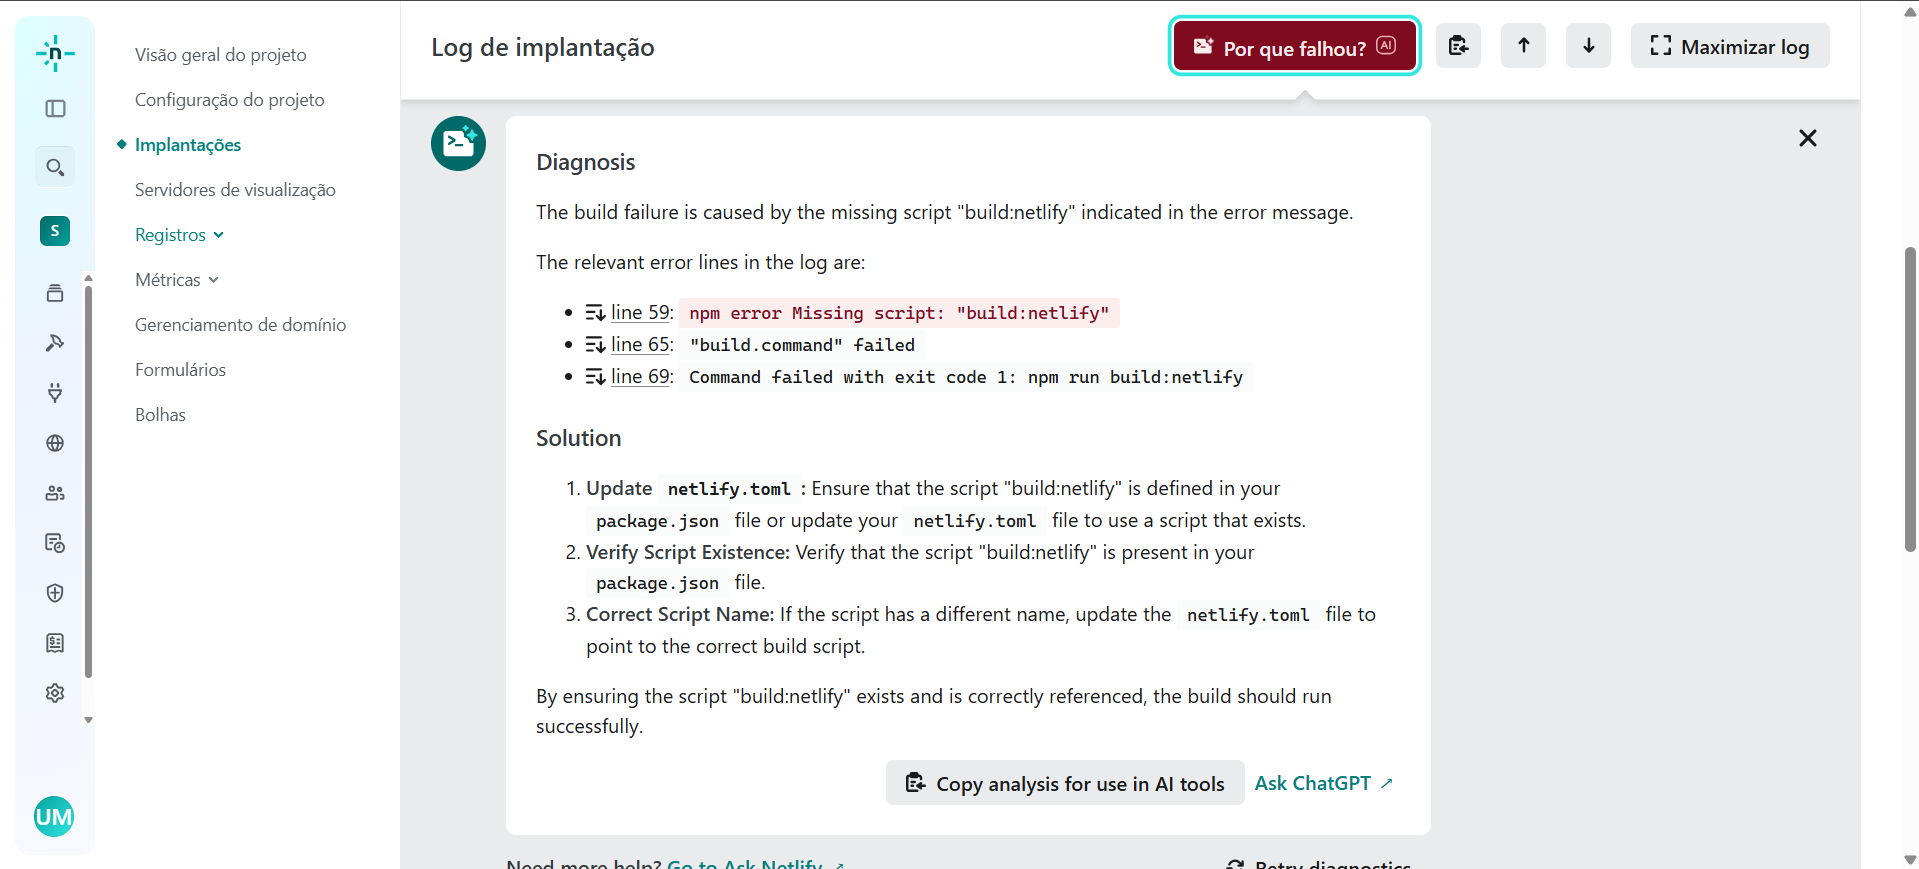 n
Visão geral do projeto
Configuração do projeto
Implantações
Servidores de visualização
S
Registros
Métricas
Gerenciamento de domínio
Formulários
Bolhas
UM
Log de implantação
Por que falhou? AI
Maximizar log
Diagnosis
The build failure is caused by the missing script "build:netlify" indicated in the error message.
The relevant error lines in the log are:
line 59: npm error Missing script: "build:netlify"
line 65: "build.command" failed
line 69: Command failed with exit code 1: npm run build:netlify
Solution
1. Update netlify.toml : Ensure that the script "build:netlify" is defined in your
package.json file or update your netlify.toml file to use a script that exists.
2. Verify Script Existence: Verify that the script "build:netlify" is present in your
package.json file.
3. Correct Script Name: If the script has a different name, update the netlify.toml file to
point to the correct build script.
By ensuring the script "build:netlify" exists and is correctly referenced, the build should run
successfully.
Copy analysis for use in AI tools
Ask ChatGPT
Need more help? Go to Ask Netlify
Retry diagnostics